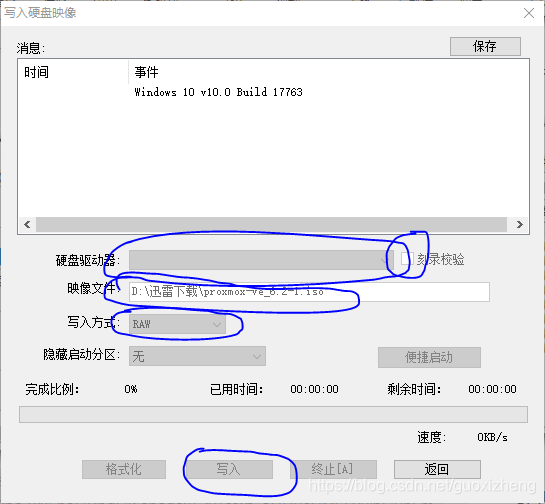 写入硬盘映像
消息:
保存
时间 事件
Windows 10 v10.0 Build 17763
硬盘驱动器:
刻录校验
映像文件: D:\迅雷下载\proxmox-ve_6.2-1.iso
写入方式: RAW
隐藏启动分区: 无
便捷启动
完成比例: 0% 已用时间: 00:00:00 剩余时间: 00:00:00
速度: 0KB/s
格式化 写入 终止[A] 返回
https://blog.csdn.net/guoxizheng